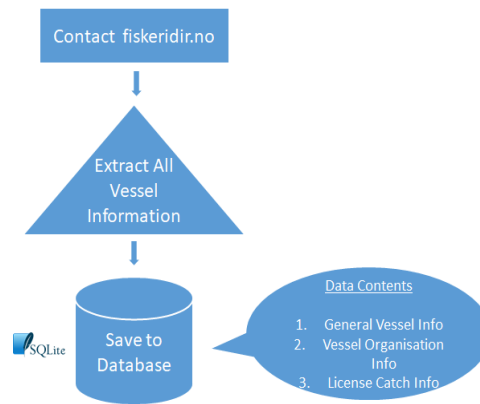 Contact fiskeridir.no
Extract All
Vessel
Information
Save to
Database
SQLite
Data Contents
1. General Vessel Info
2. Vessel Organisation
Info
3. License Catch Info